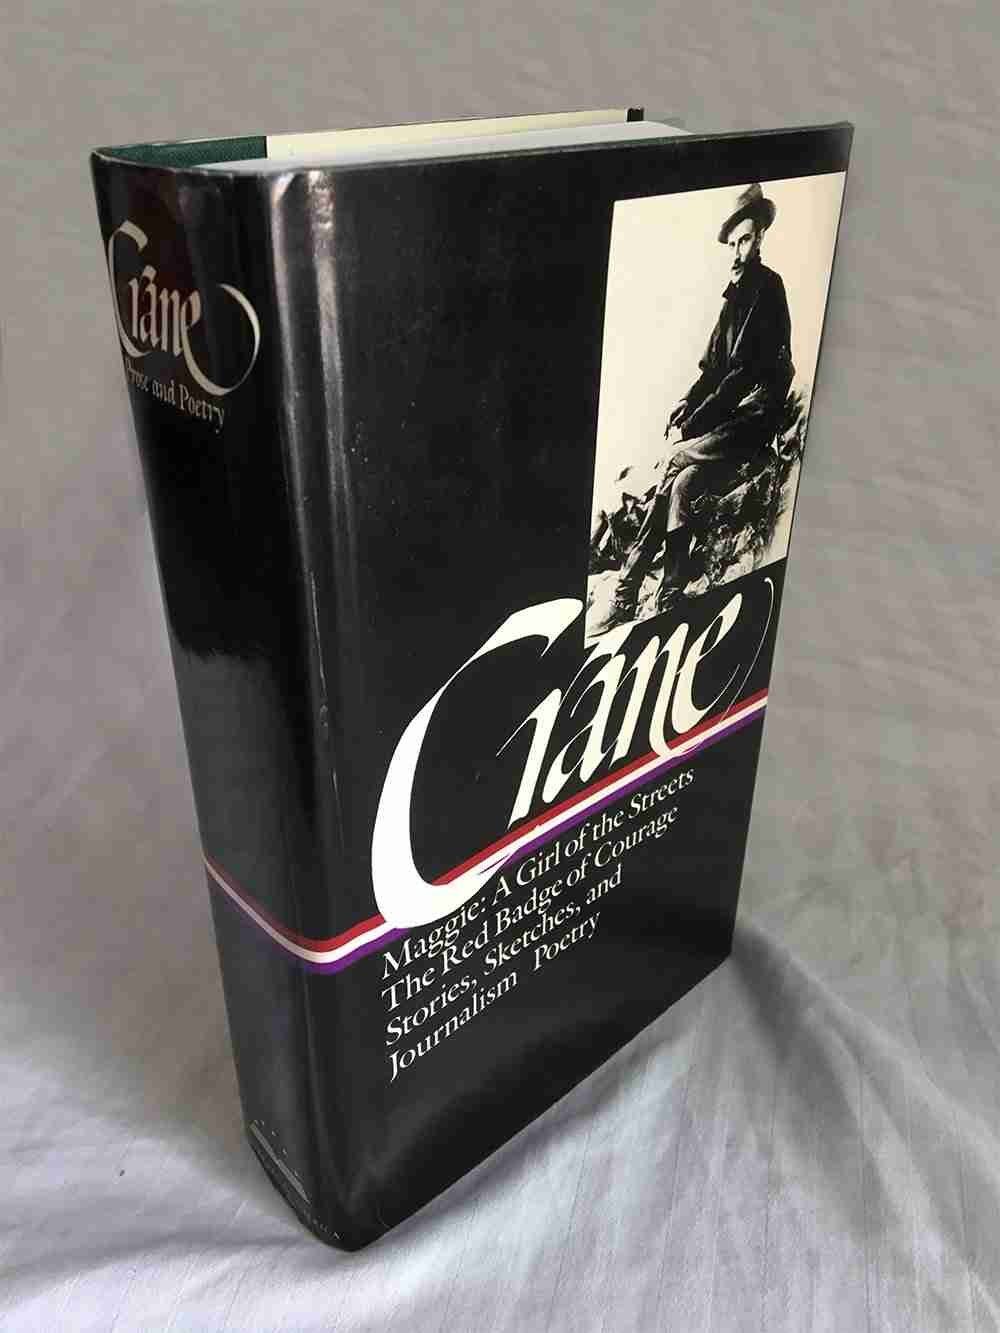 Crane
Prose and Poetry
Crane
Maggie: A Girl of the Streets
The Red Badge of Courage
Stories, Sketches, and
Journalism Poetry